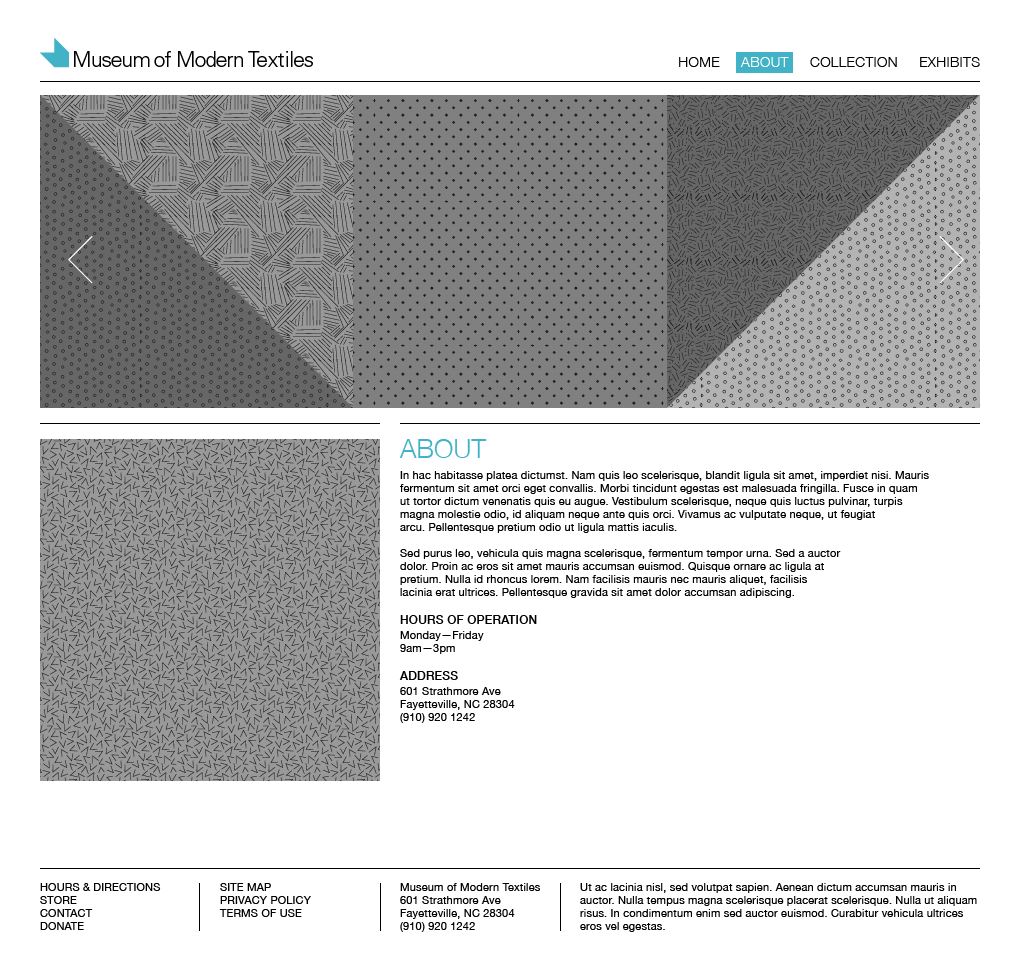 Museum of Modern Textiles
HOME ABOUT COLLECTION EXHIBITS
ABOUT
In hac habitasse platea dictumst. Nam quis leo scelerisque, blandit ligula sit amet, imperdiet nisi. Mauris
fermentum sit amet orci eget convallis. Morbi tincidunt egestas est malesuada fringilla. Fusce in quam
ut tortor dictum venenatis quis eu augue. Vestibulum scelerisque, neque quis luctus pulvinar, turpis
magna molestie odio, id aliquam neque ante quis orci. Vivamus ac vulputate neque, ut feugiat
arcu. Pellentesque pretium odio ut ligula mattis iaculis.
Sed purus leo, vehicula quis magna scelerisque, fermentum tempor urna. Sed a auctor
dolor. Proin ac eros sit amet mauris accumsan euismod. Quisque ornare ac ligula at
pretium. Nulla id rhoncus lorem. Nam facilisis mauris nec mauris aliquet, facilisis
lacinia erat ultrices. Pellentesque gravida sit amet dolor accumsan adipiscing.
HOURS OF OPERATION
Monday—Friday
9am—3pm
ADDRESS
601 Strathmore Ave
Fayetteville, NC 28304
(910) 920 1242
HOURS & DIRECTIONS
STORE
CONTACT
DONATE
SITE MAP
PRIVACY POLICY
TERMS OF USE
Museum of Modern Textiles
601 Strathmore Ave
Fayetteville, NC 28304
(910) 920 1242
Ut ac lacinia nisl, sed volutpat sapien. Aenean dictum accumsan mauris in
auctor. Nulla tempus magna scelerisque placerat scelerisque. Nulla ut aliquam
risus. In condimentum enim sed auctor euismod. Curabitur vehicula ultrices
eros vel egestas.